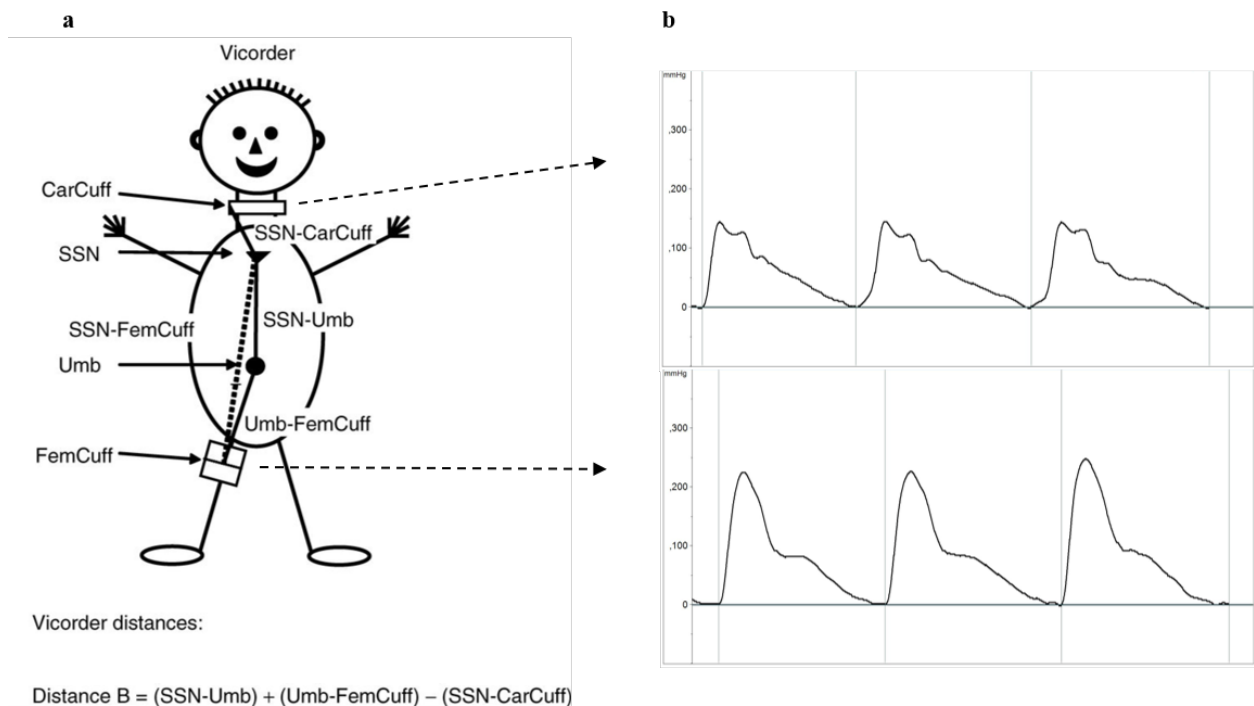 a
Vicorder
CarCuff
SSN-CarCuff
SSN
SSN-FemCuff
SSN-Umb
Umb
Umb-FemCuff
FemCuff
Vicorder distances:
Distance B = (SSN-Umb) + (Umb-FemCuff) – (SSN-CarCuff)
b
mmHg
,300
,200
,100
0
mmHg
,300
,200
,100
0